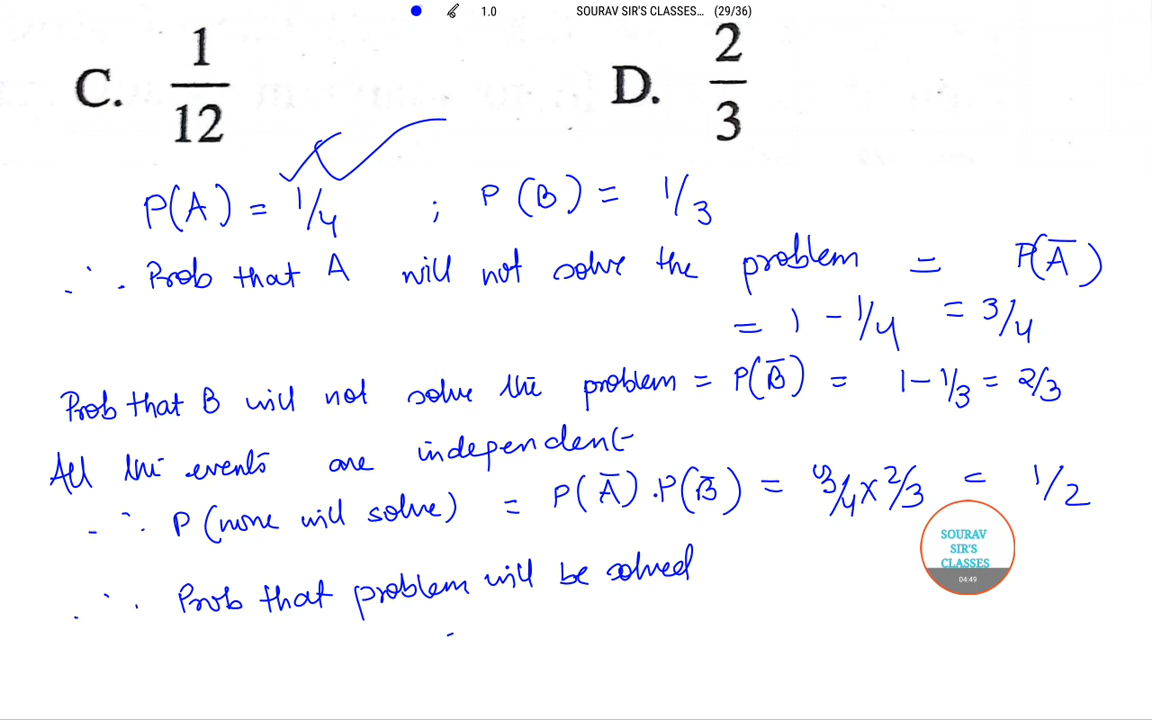 1.0 SOURAV SIR'S CLASSES... (29/36)
C. 1/12 D. 2/3
P(A) = 1/4 ; P(B) = 1/3
∴ Prob that A will not solve the problem = P(A̅)
= 1 - 1/4 = 3/4
Prob that B will not solve the problem = P(B̅) = 1 - 1/3 = 2/3
All the events are independent
∴ P(none will solve) = P(A̅).P(B̅) = 3/4 x 2/3 = 1/2
SOURAV
SIR'S
CLASSES
04:49
∴ Prob that problem will be solved